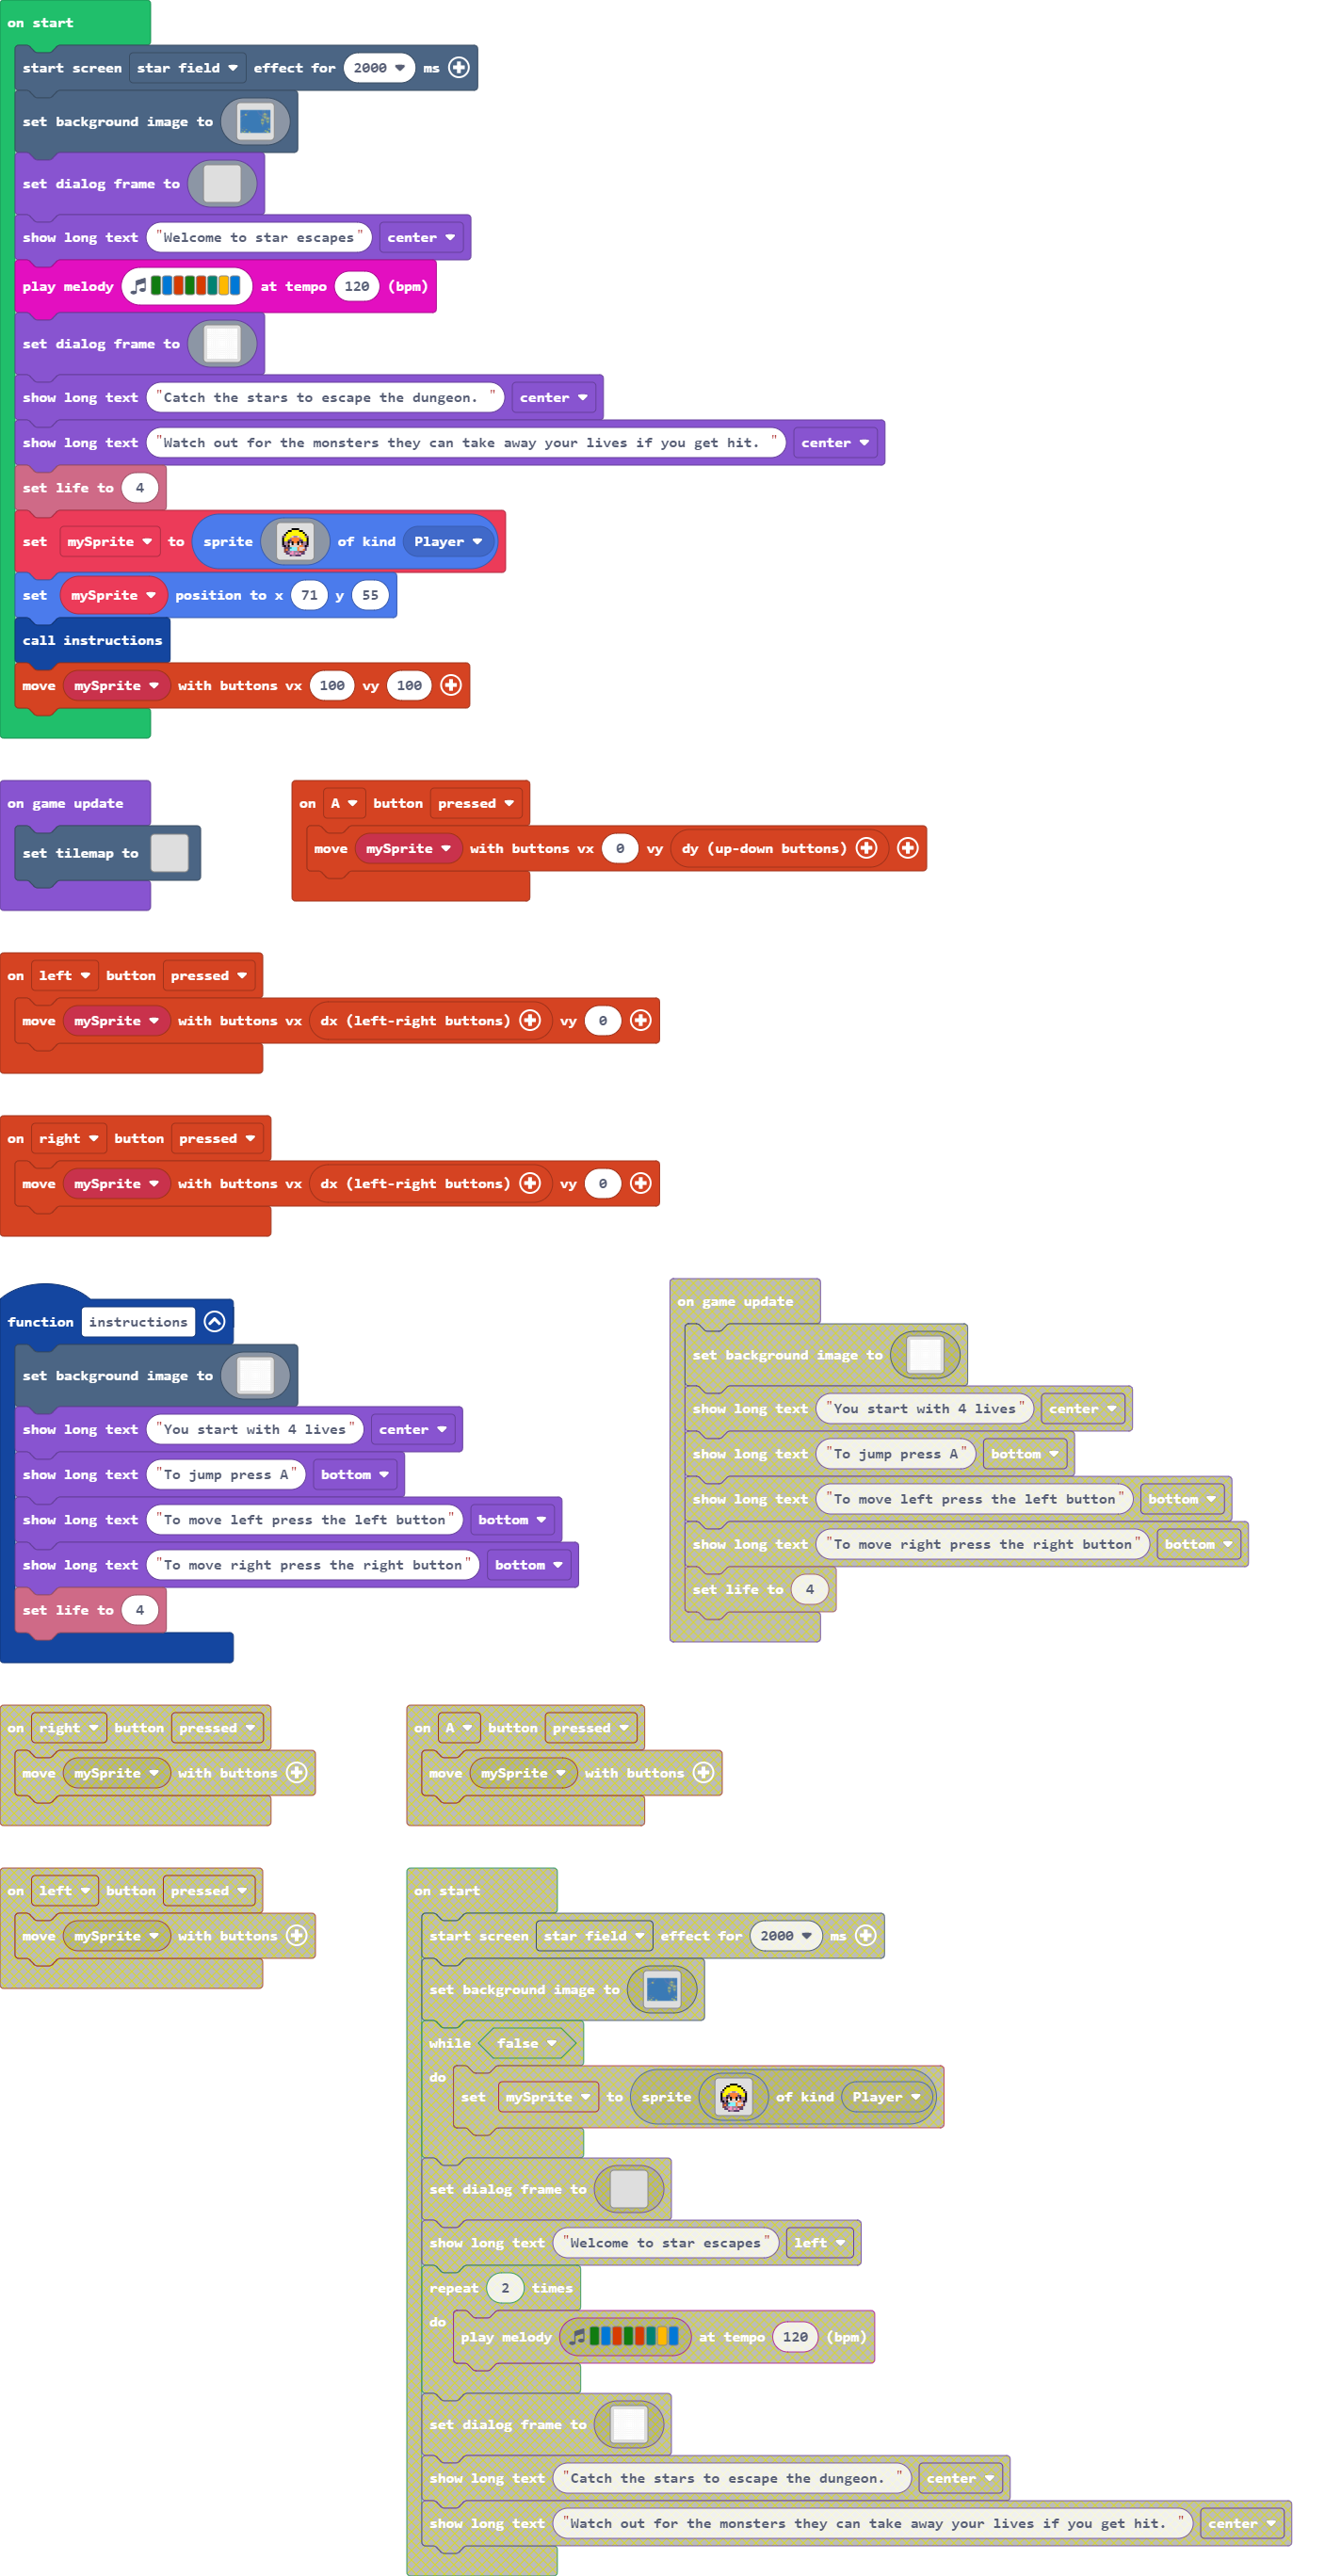 on start
start screen star field effect for 2000 ms
set background image to
set dialog frame to
show long text "Welcome to star escapes" center
play melody at tempo 120 (bpm)
set dialog frame to
show long text "Catch the stars to escape the dungeon. " center
show long text "Watch out for the monsters they can take away your lives if you get hit. " center
set life to 4
set mySprite to sprite of kind Player
set mySprite position to x 71 y 55
call instructions
move mySprite with buttons vx 100 vy 100
on game update
set tilemap to
on A button pressed
move mySprite with buttons vx 0 vy dy (up-down buttons)
on left button pressed
move mySprite with buttons vx dx (left-right buttons) vy 0
on right button pressed
move mySprite with buttons vx dx (left-right buttons) vy 0
function instructions
set background image to
show long text "You start with 4 lives" center
show long text "To jump press A" bottom
show long text "To move left press the left button" bottom
show long text "To move right press the right button" bottom
set life to 4
on game update
set background image to
show long text "You start with 4 lives" center
show long text "To jump press A" bottom
show long text "To move left press the left button" bottom
show long text "To move right press the right button" bottom
set life to 4
on right button pressed
move mySprite with buttons
on A button pressed
move mySprite with buttons
on left button pressed
move mySprite with buttons
on start
start screen star field effect for 2000 ms
set background image to
while false
do
set mySprite to sprite of kind Player
set dialog frame to
show long text "Welcome to star escapes" left
repeat 2 times
do
play melody at tempo 120 (bpm)
set dialog frame to
show long text "Catch the stars to escape the dungeon. " center
show long text "Watch out for the monsters they can take away your lives if you get hit. " center